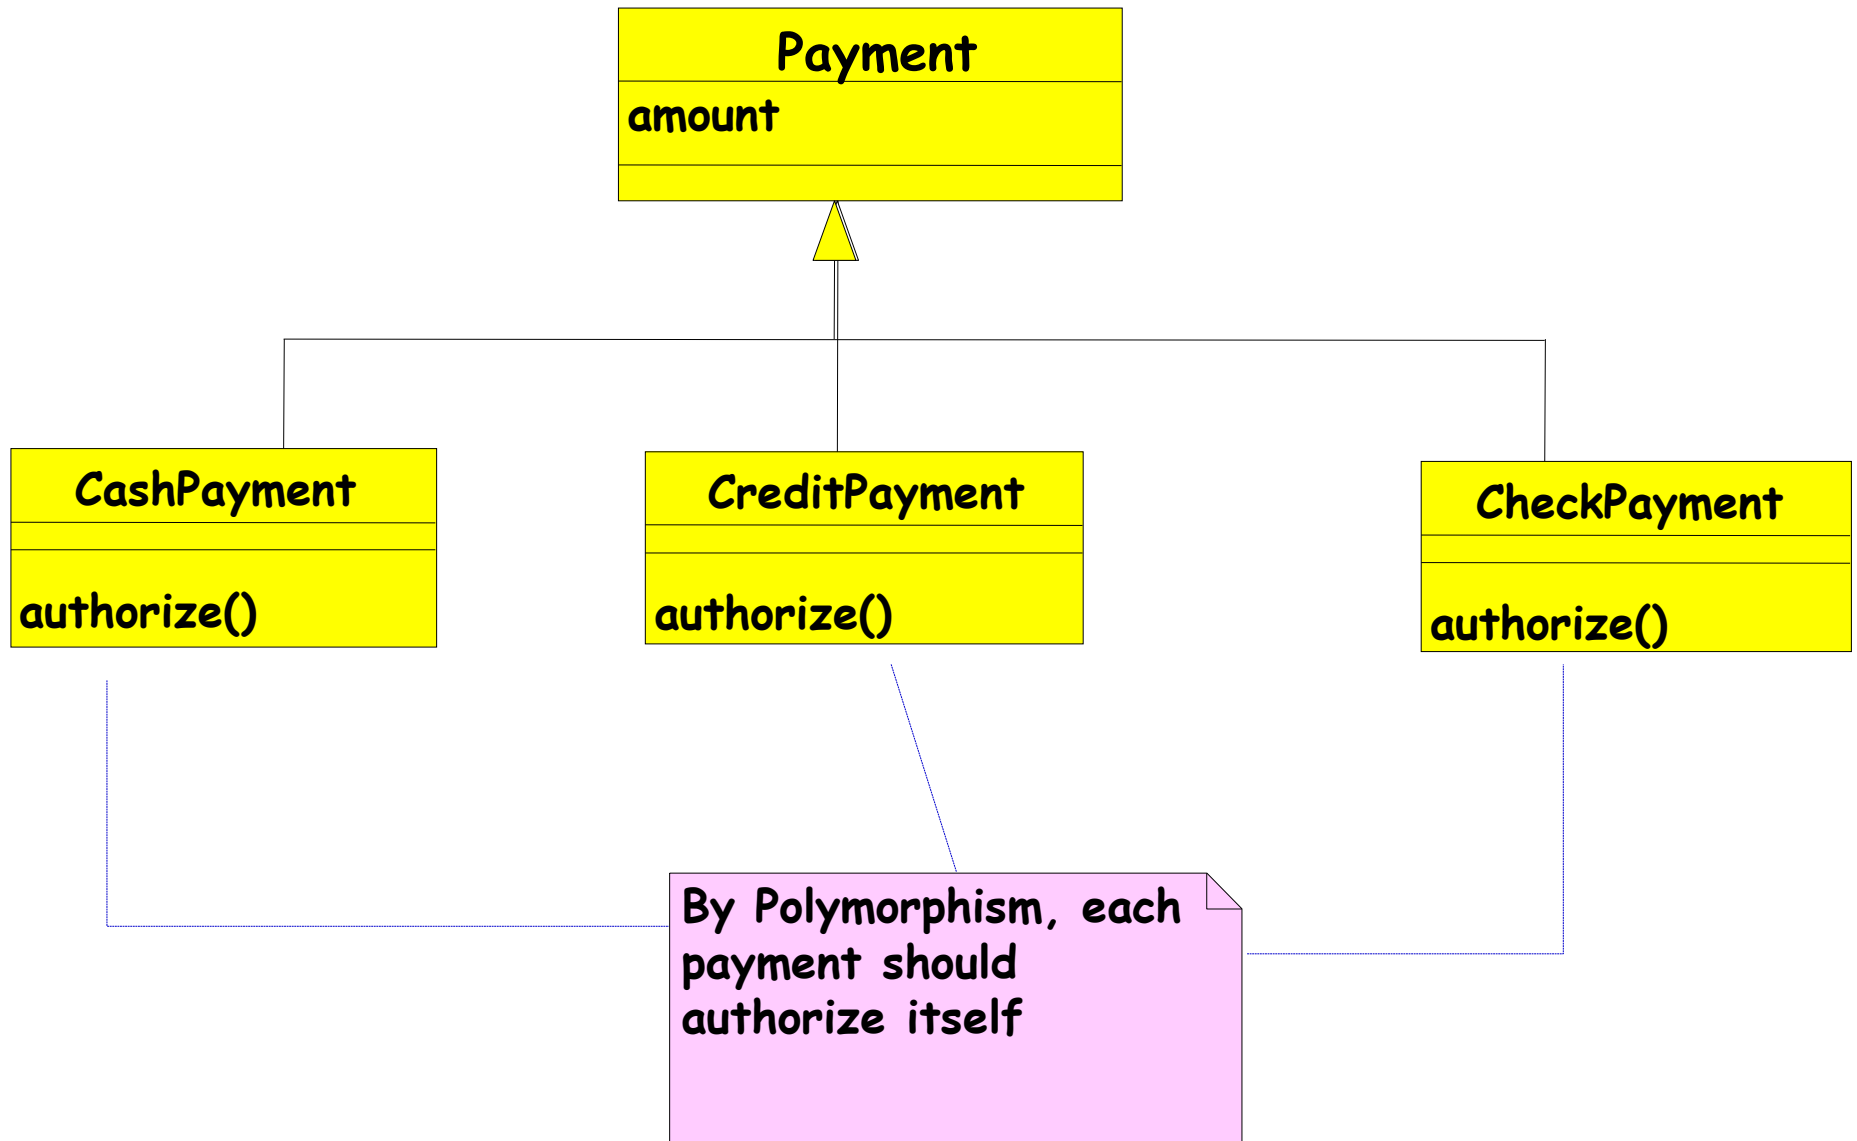 Payment
amount
CashPayment
authorize()
CreditPayment
authorize()
CheckPayment
authorize()
By Polymorphism, each
payment should
authorize itself